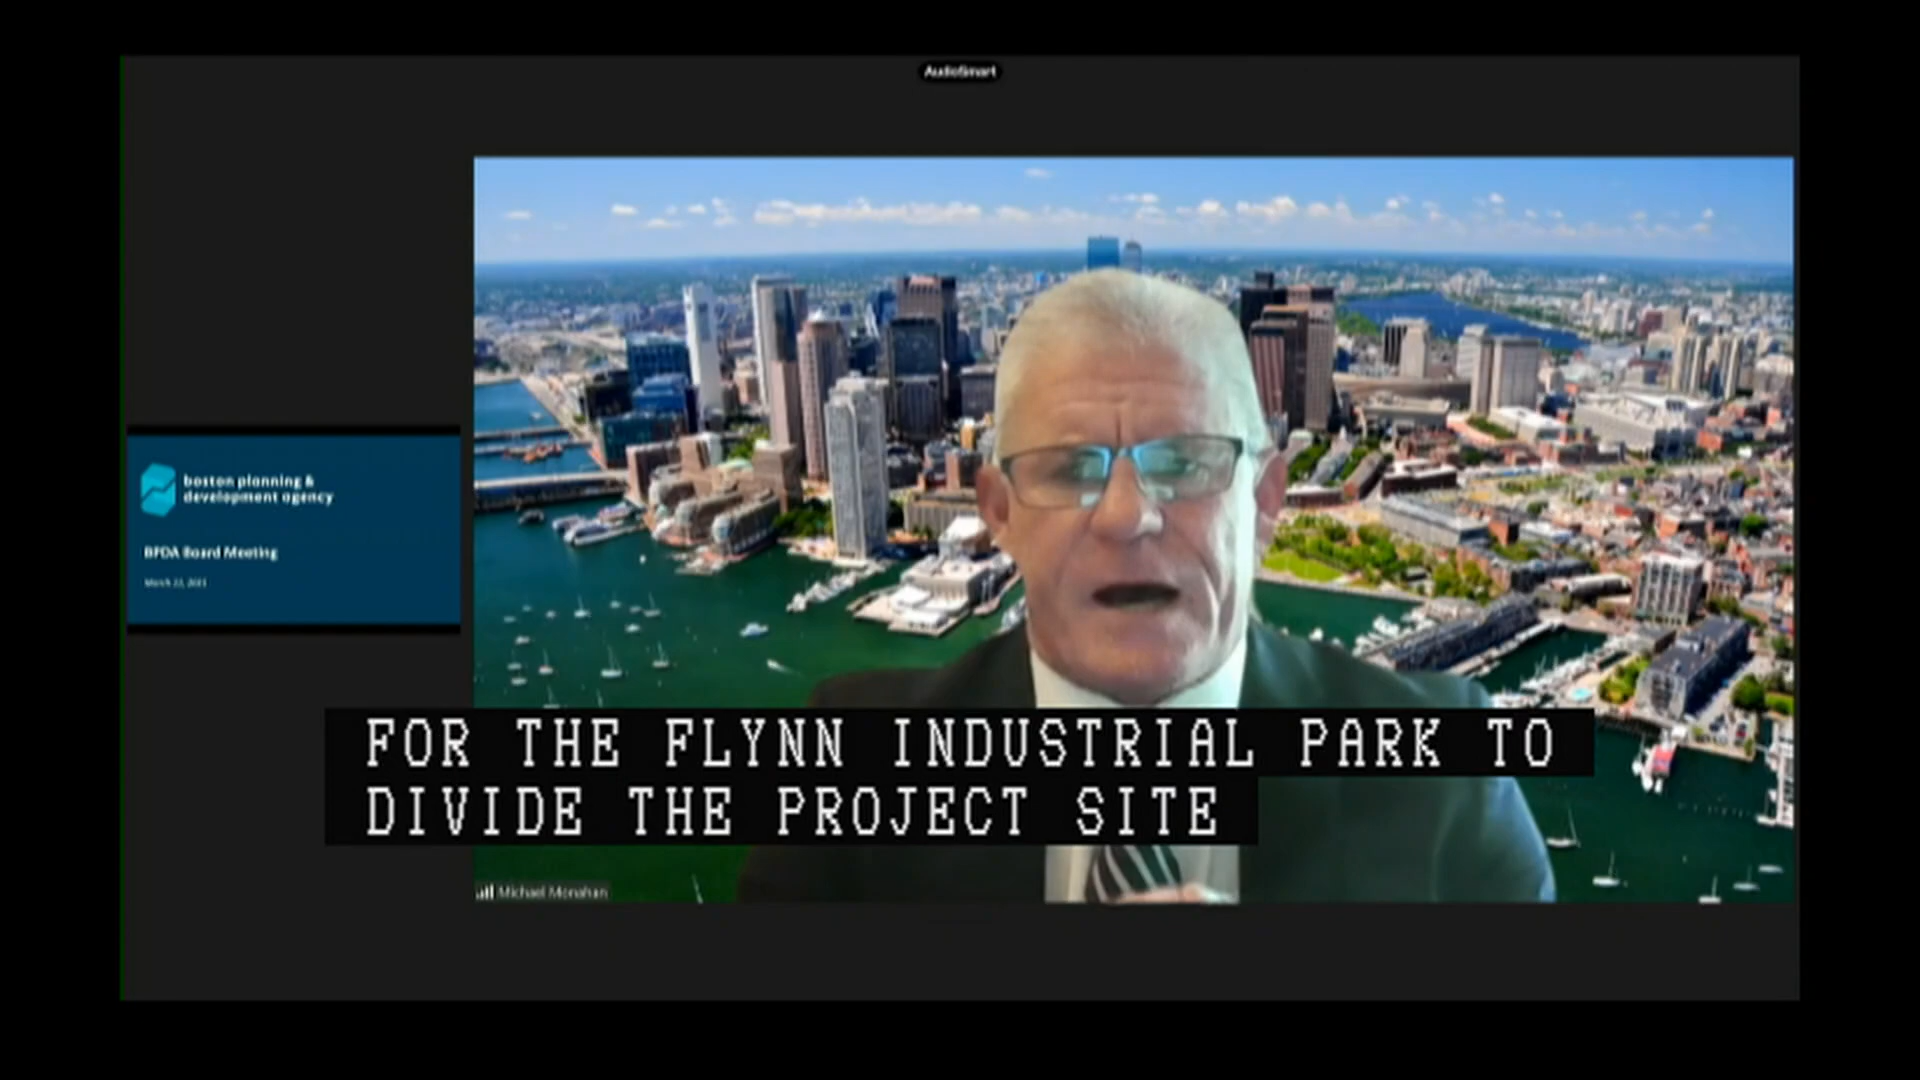 AudioSmart
boston planning &
development agency
BPDA Board Meeting
FOR THE FLYNN INDUSTRIAL PARK TO
DIVIDE THE PROJECT SITE
Michael Monahan